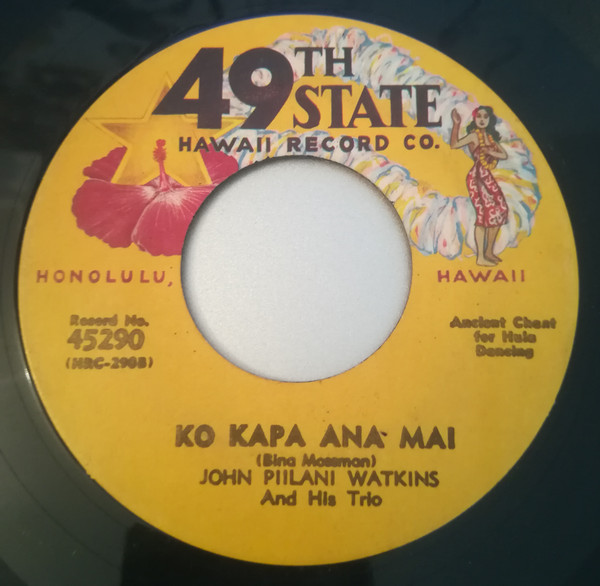 49TH STATE
HAWAII RECORD CO.
HONOLULU, HAWAII
Record No.
45290
(HRC-290B)
Ancient Chant
for Hula
Dancing
KO KAPA ANA MAI
(Bina Mossman)
JOHN PIILANI WATKINS
And His Trio